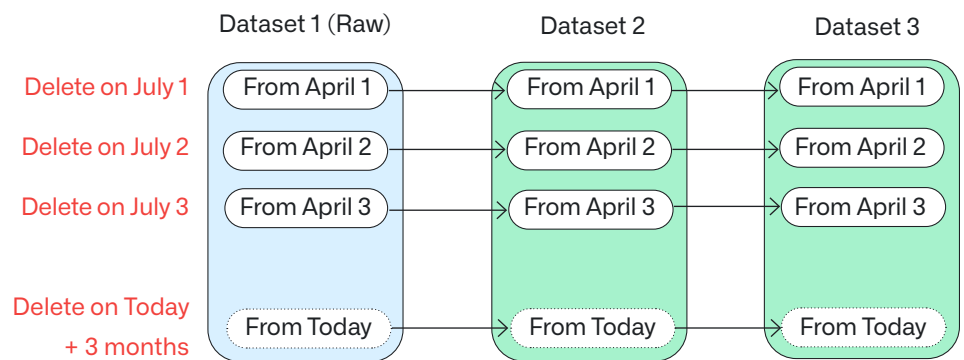 Dataset 1 (Raw)
Dataset 2
Dataset 3
Delete on July 1
From April 1
From April 1
From April 1
Delete on July 2
From April 2
From April 2
From April 2
Delete on July 3
From April 3
From April 3
From April 3
Delete on Today
+ 3 months
From Today
From Today
From Today